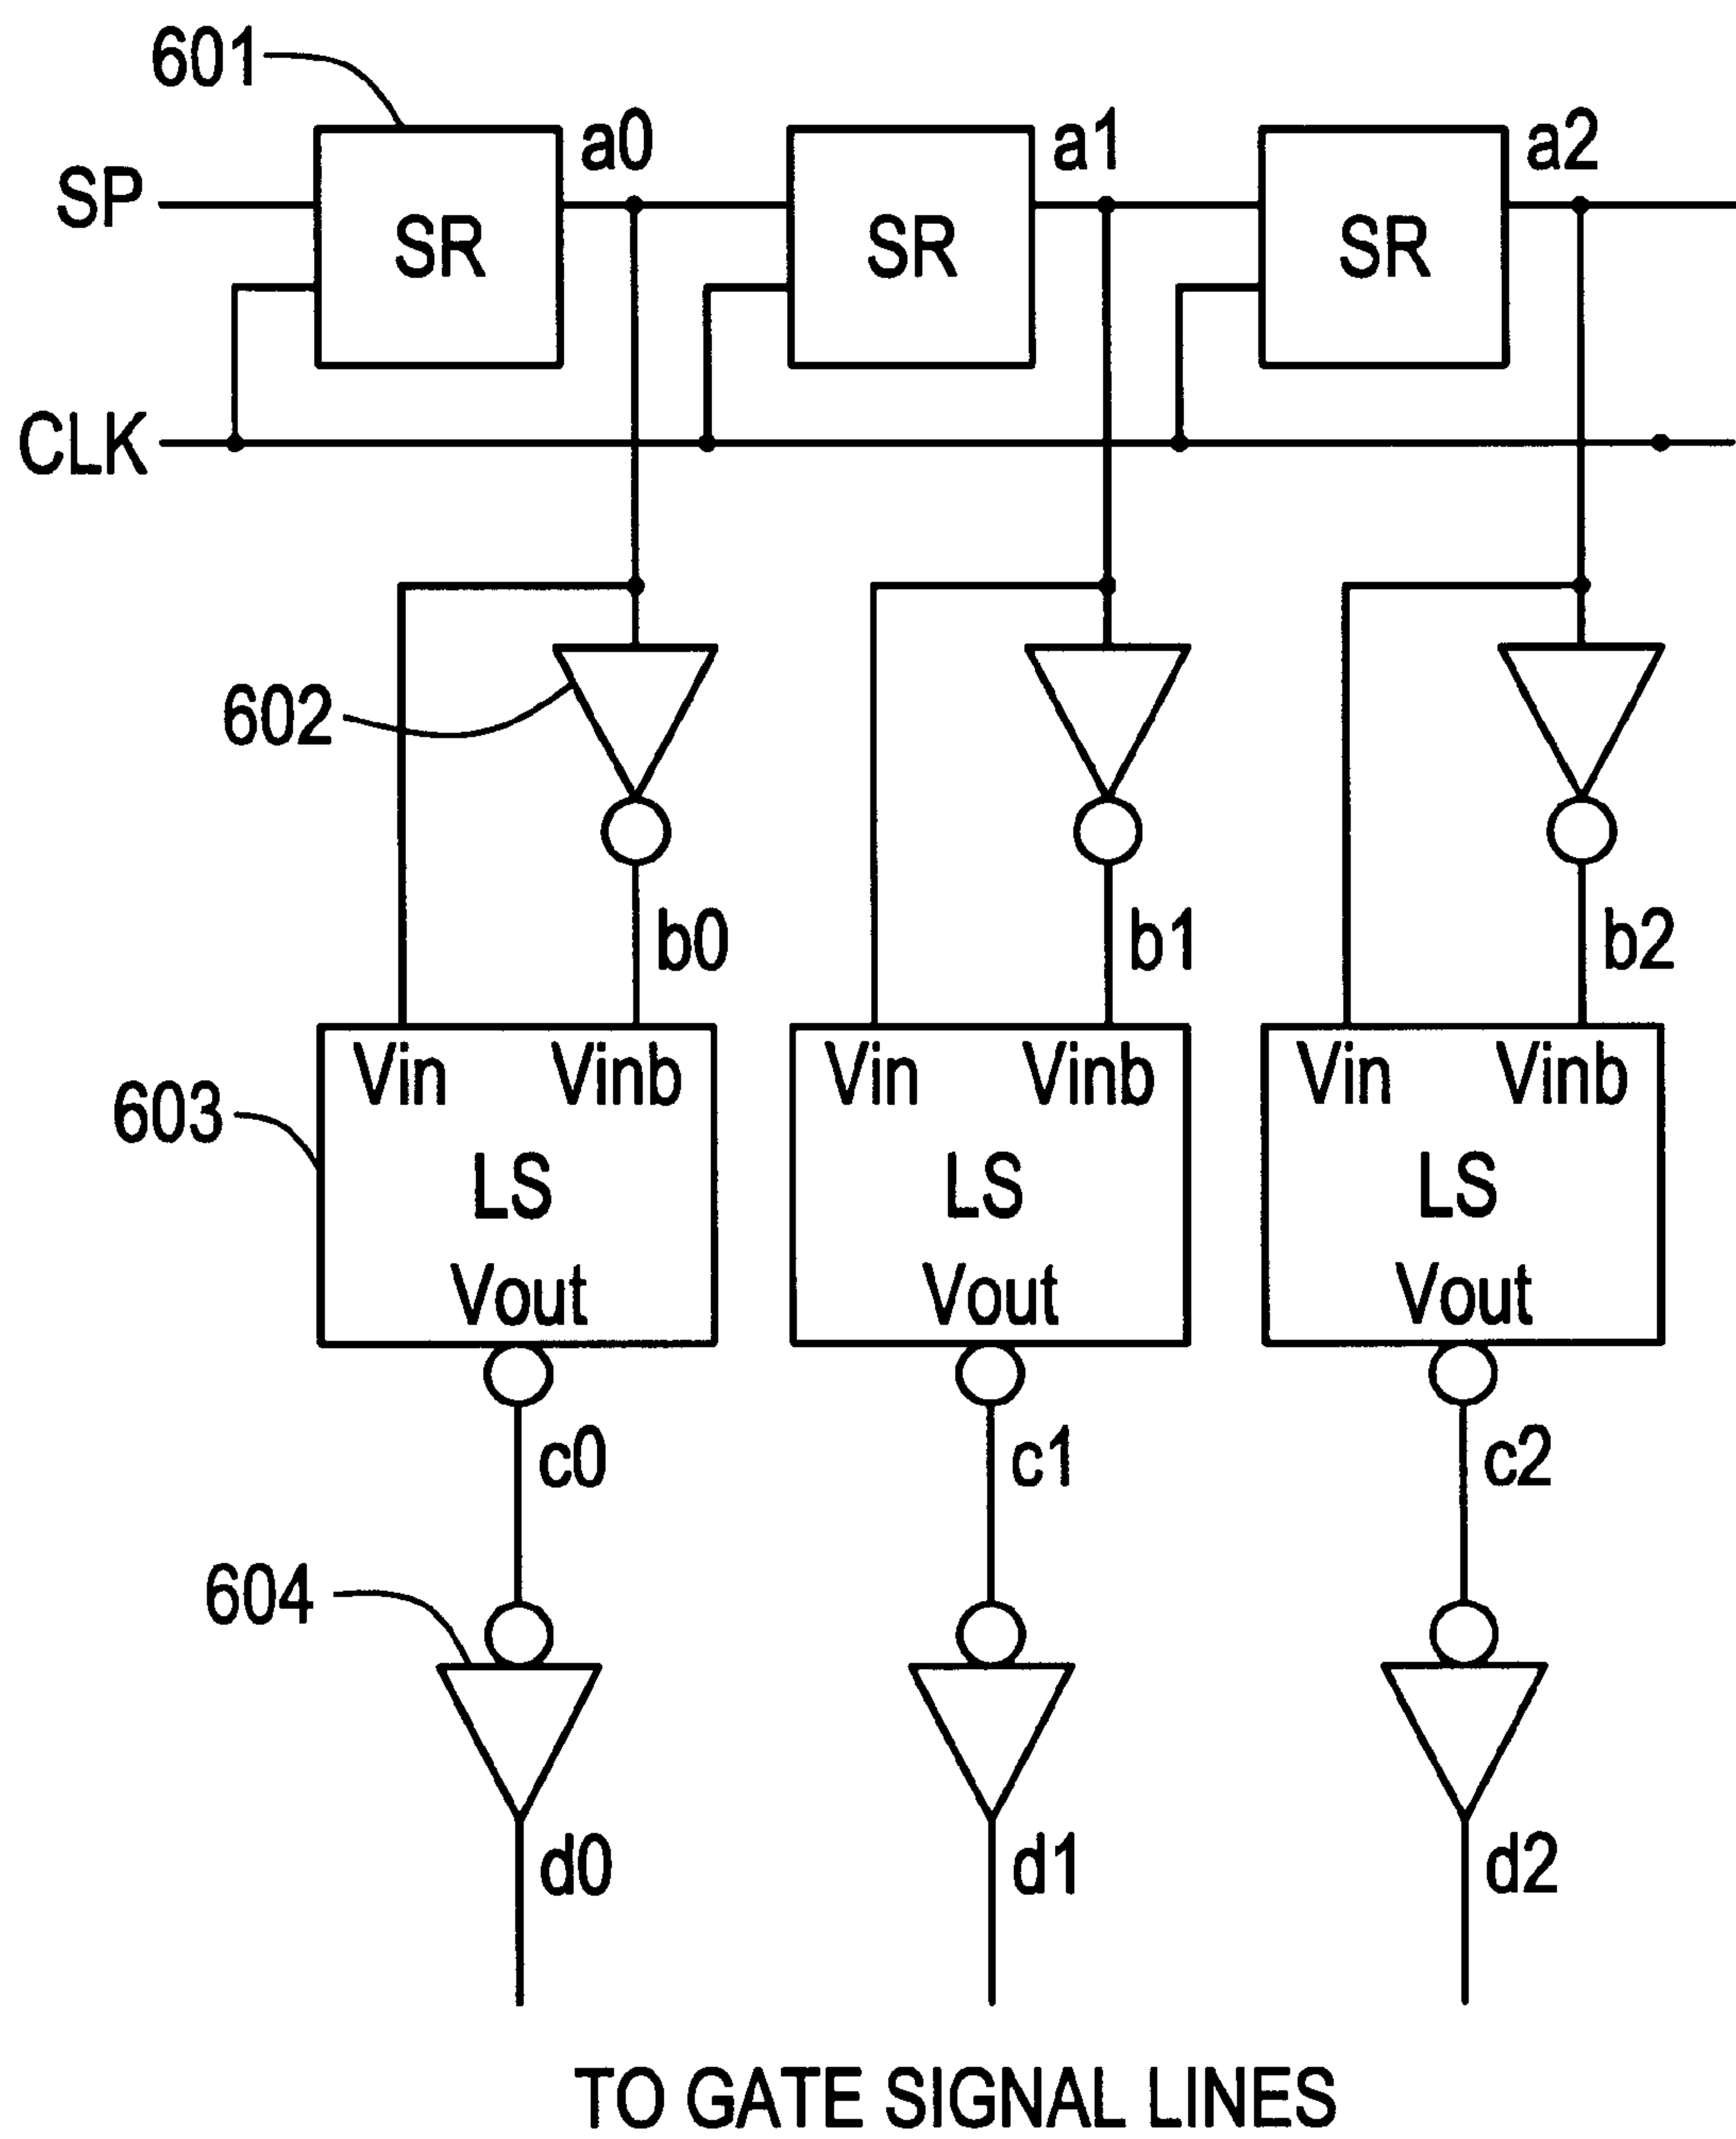 601
a0 a1 a2
SP
SR SR SR
CLK
602
b0 b1 b2
Vin Vinb Vin Vinb Vin Vinb
603
LS LS LS
Vout Vout Vout
c0 c1 c2
604
d0 d1 d2
TO GATE SIGNAL LINES